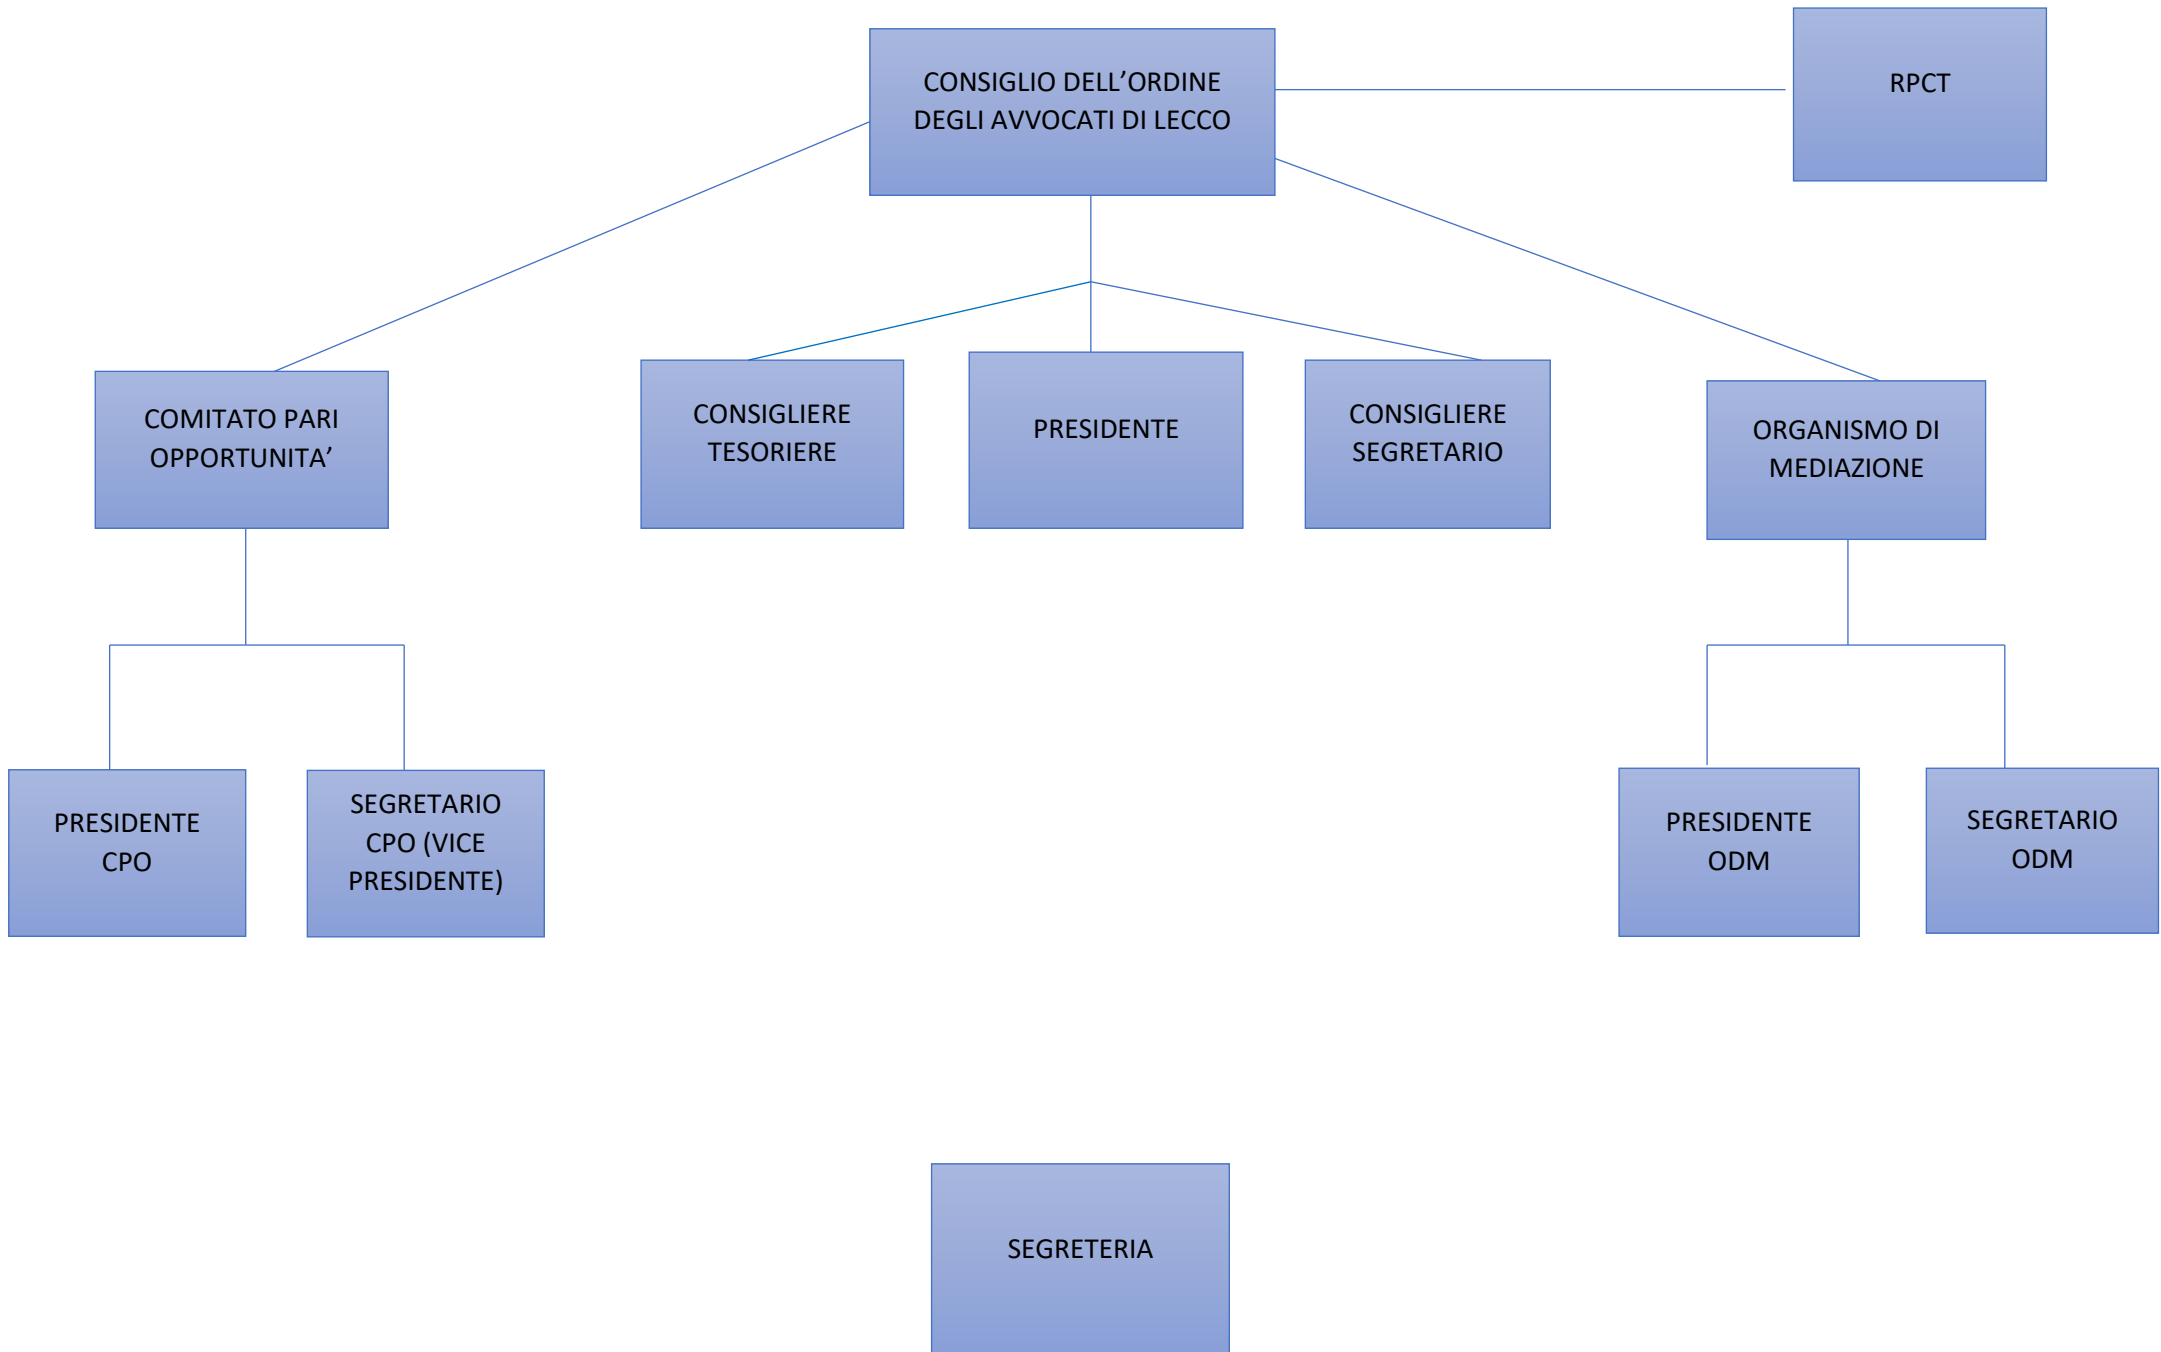 CONSIGLIO DELL’ORDINE
DEGLI AVVOCATI DI LECCO
RPCT
COMITATO PARI
OPPORTUNITA’
CONSIGLIERE
TESORIERE
PRESIDENTE
CONSIGLIERE
SEGRETARIO
ORGANISMO DI
MEDIAZIONE
PRESIDENTE
CPO
SEGRETARIO
CPO (VICE
PRESIDENTE)
PRESIDENTE
ODM
SEGRETARIO
ODM
SEGRETERIA